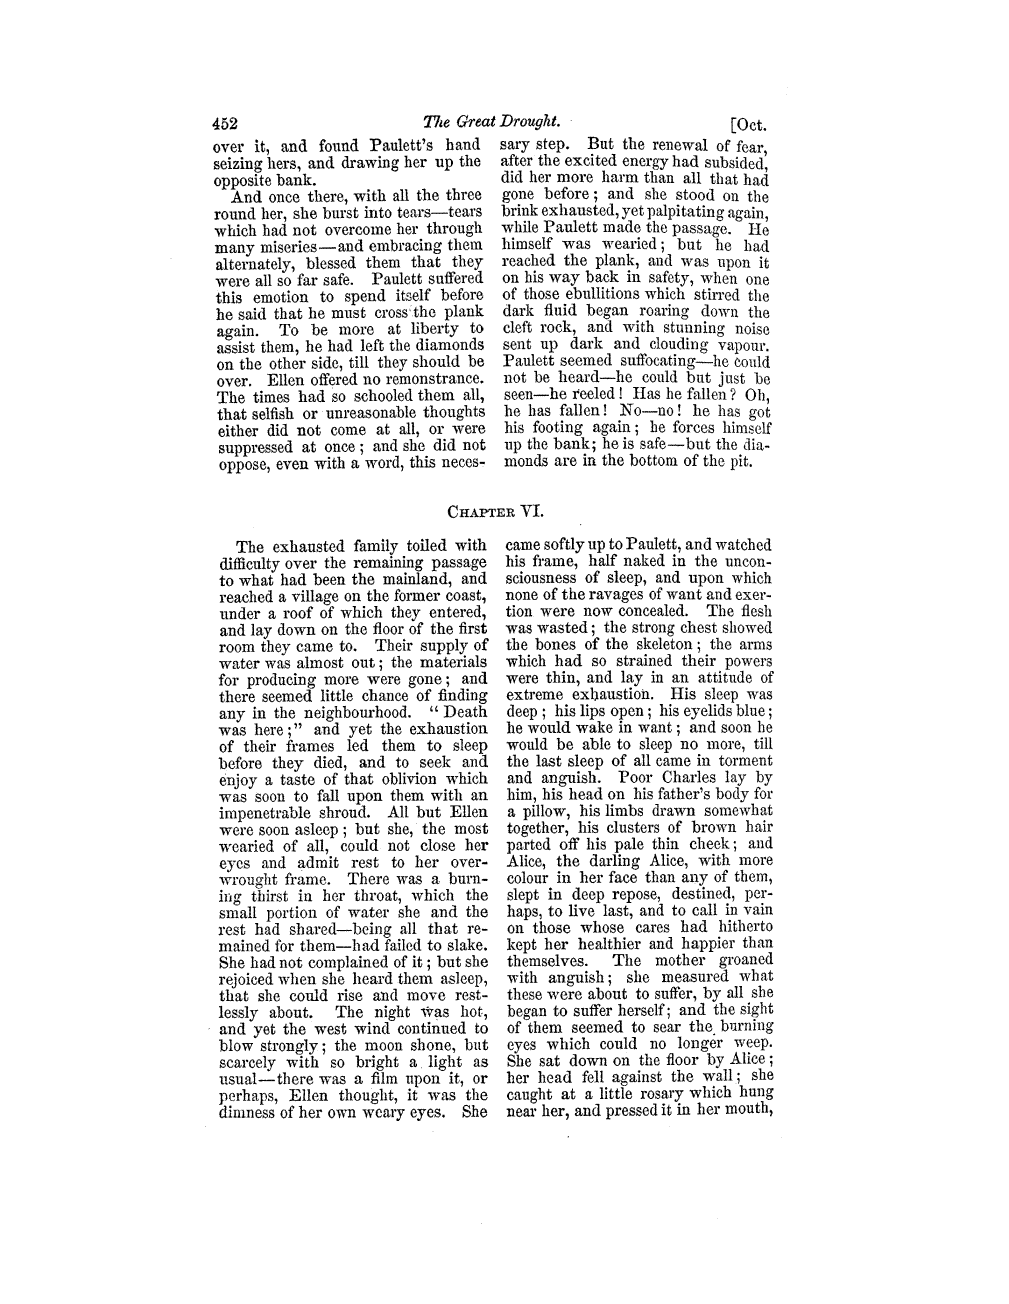 452 The Great Drought. [Oct.
over it, and found Paulett's hand
seizing hers, and drawing her up the
opposite bank.
And once there, with all the three
round her, she burst into tears—tears
which had not overcome her through
many miseries—and embracing them
alternately, blessed them that they
were all so far safe. Paulett suffered
this emotion to spend itself before
he said that he must cross the plank
again. To be more at liberty to
assist them, he had left the diamonds
on the other side, till they should be
over. Ellen offered no remonstrance.
The times had so schooled them all,
that selfish or unreasonable thoughts
either did not come at all, or were
suppressed at once; and she did not
oppose, even with a word, this neces-
sary step. But the renewal of fear,
after the excited energy had subsided,
did her more harm than all that had
gone before; and she stood on the
brink exhausted, yet palpitating again,
while Paulett made the passage. He
himself was wearied; but he had
reached the plank, and was upon it
on his way back in safety, when one
of those ebullitions which stirred the
dark fluid began roaring down the
cleft rock, and with stunning noise
sent up dark and clouding vapour.
Paulett seemed suffocating—he could
not be heard—he could but just be
seen—he reeled! Has he fallen? Oh,
he has fallen! No—no! he has got
his footing again; he forces himself
up the bank; he is safe—but the dia-
monds are in the bottom of the pit.
CHAPTER VI.
The exhausted family toiled with
difficulty over the remaining passage
to what had been the mainland, and
reached a village on the former coast,
under a roof of which they entered,
and lay down on the floor of the first
room they came to. Their supply of
water was almost out; the materials
for producing more were gone; and
there seemed little chance of finding
any in the neighbourhood. "Death
was here;" and yet the exhaustion
of their frames led them to sleep
before they died, and to seek and
enjoy a taste of that oblivion which
was soon to fall upon them with an
impenetrable shroud. All but Ellen
were soon asleep; but she, the most
wearied of all, could not close her
eyes and admit rest to her over-
wrought frame. There was a burn-
ing thirst in her throat, which the
small portion of water she and the
rest had shared—being all that re-
mained for them—had failed to slake.
She had not complained of it; but she
rejoiced when she heard them asleep,
that she could rise and move rest-
lessly about. The night was hot,
and yet the west wind continued to
blow strongly; the moon shone, but
scarcely with so bright a light as
usual—there was a film upon it, or
perhaps, Ellen thought, it was the
dimness of her own weary eyes. She
came softly up to Paulett, and watched
his frame, half naked in the uncon-
sciousness of sleep, and upon which
none of the ravages of want and exer-
tion were now concealed. The flesh
was wasted; the strong chest showed
the bones of the skeleton; the arms
which had so strained their powers
were thin, and lay in an attitude of
extreme exhaustion. His sleep was
deep; his lips open; his eyelids blue;
he would wake in want; and soon he
would be able to sleep no more, till
the last sleep of all came in torment
and anguish. Poor Charles lay by
him, his head on his father's body for
a pillow, his limbs drawn somewhat
together, his clusters of brown hair
parted off his pale thin cheek; and
Alice, the darling Alice, with more
colour in her face than any of them,
slept in deep repose, destined, per-
haps, to live last, and to call in vain
on those whose cares had hitherto
kept her healthier and happier than
themselves. The mother groaned
with anguish; she measured what
these were about to suffer, by all she
began to suffer herself; and the sight
of them seemed to sear the burning
eyes which could no longer weep.
She sat down on the floor by Alice;
her head fell against the wall; she
caught at a little rosary which hung
near her, and pressed it in her mouth,